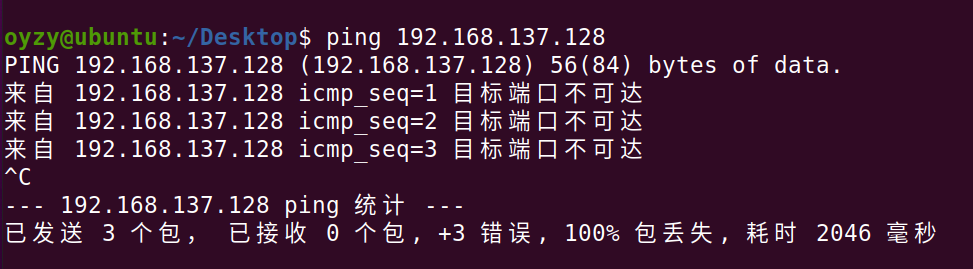 oyzy@ubuntu:~/Desktop$ ping 192.168.137.128
PING 192.168.137.128 (192.168.137.128) 56(84) bytes of data.
来自 192.168.137.128 icmp_seq=1 目标端口不可达
来自 192.168.137.128 icmp_seq=2 目标端口不可达
来自 192.168.137.128 icmp_seq=3 目标端口不可达
^C
--- 192.168.137.128 ping 统计 ---
已发送 3 个包， 已接收 0 个包, +3 错误, 100% 包丢失, 耗时 2046 毫秒